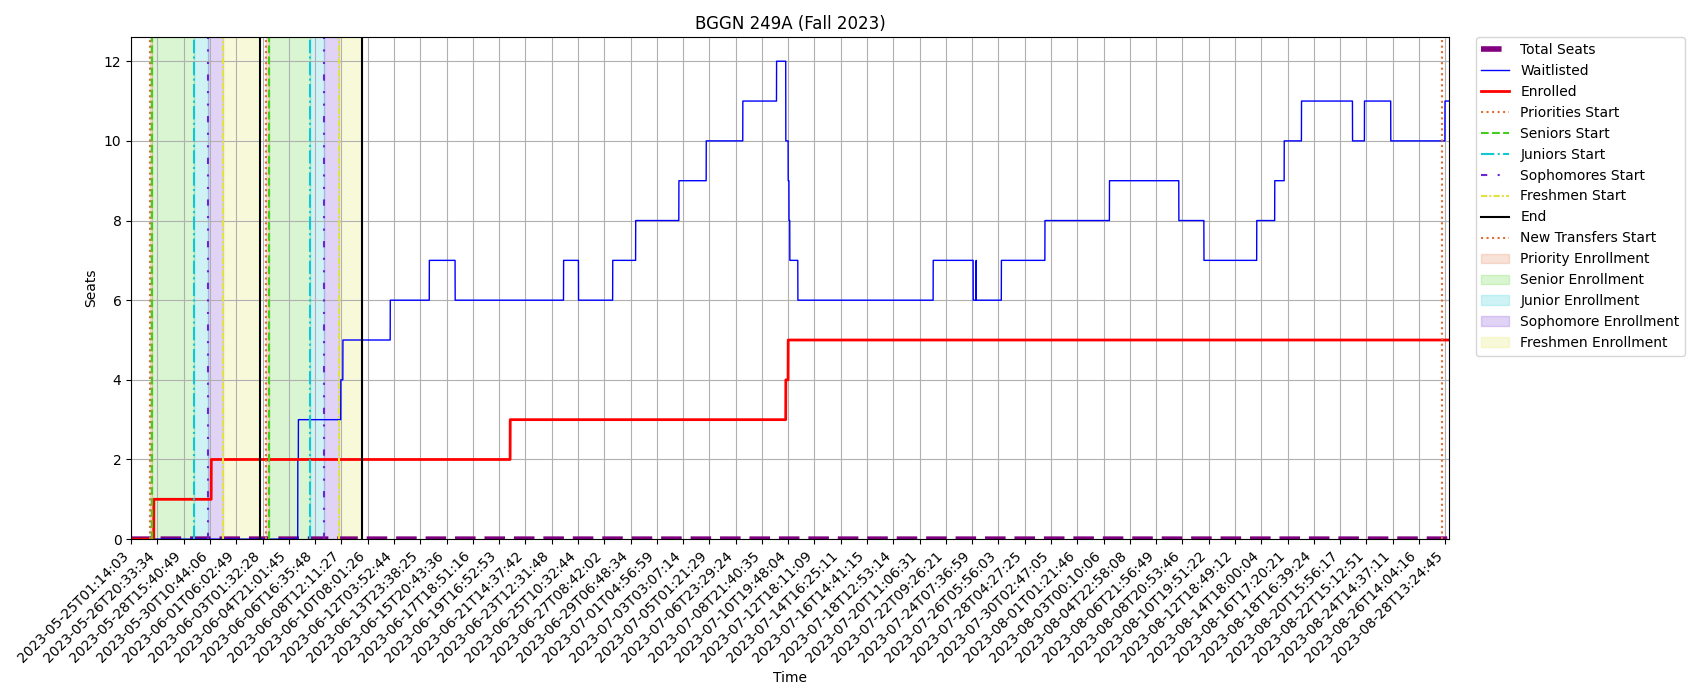 BGGN 249A (Fall 2023)
Seats
12
10
8
6
4
2
0
2023-05-25T01:14:03
2023-05-26T20:33:34
2023-05-28T15:40:49
2023-05-30T10:44:06
2023-06-01T06:02:49
2023-06-03T01:32:28
2023-06-04T21:01:45
2023-06-06T16:35:48
2023-06-08T12:11:27
2023-06-10T08:01:26
2023-06-12T03:52:44
2023-06-13T23:38:25
2023-06-15T20:43:36
2023-06-17T18:51:16
2023-06-19T16:52:53
2023-06-21T14:37:42
2023-06-23T12:31:48
2023-06-25T10:32:44
2023-06-27T08:42:02
2023-06-29T06:48:34
2023-07-01T04:56:59
2023-07-03T03:07:14
2023-07-05T01:21:29
2023-07-06T23:29:24
2023-07-08T21:40:35
2023-07-10T19:48:04
2023-07-12T18:11:09
2023-07-14T16:25:11
2023-07-16T14:41:15
2023-07-18T12:53:14
2023-07-20T11:06:31
2023-07-22T09:26:21
2023-07-24T07:36:59
2023-07-26T05:56:03
2023-07-28T04:27:25
2023-07-30T02:47:05
2023-08-01T01:21:46
2023-08-03T00:10:06
2023-08-04T22:58:08
2023-08-06T21:56:49
2023-08-08T20:53:46
2023-08-10T19:51:22
2023-08-12T18:49:12
2023-08-14T18:00:04
2023-08-16T17:20:21
2023-08-18T16:39:24
2023-08-20T15:56:17
2023-08-22T15:12:51
2023-08-24T14:37:11
2023-08-26T14:04:16
2023-08-28T13:24:45
Time
Total Seats
Waitlisted
Enrolled
Priorities Start
Seniors Start
Juniors Start
Sophomores Start
Freshmen Start
End
New Transfers Start
Priority Enrollment
Senior Enrollment
Junior Enrollment
Sophomore Enrollment
Freshmen Enrollment